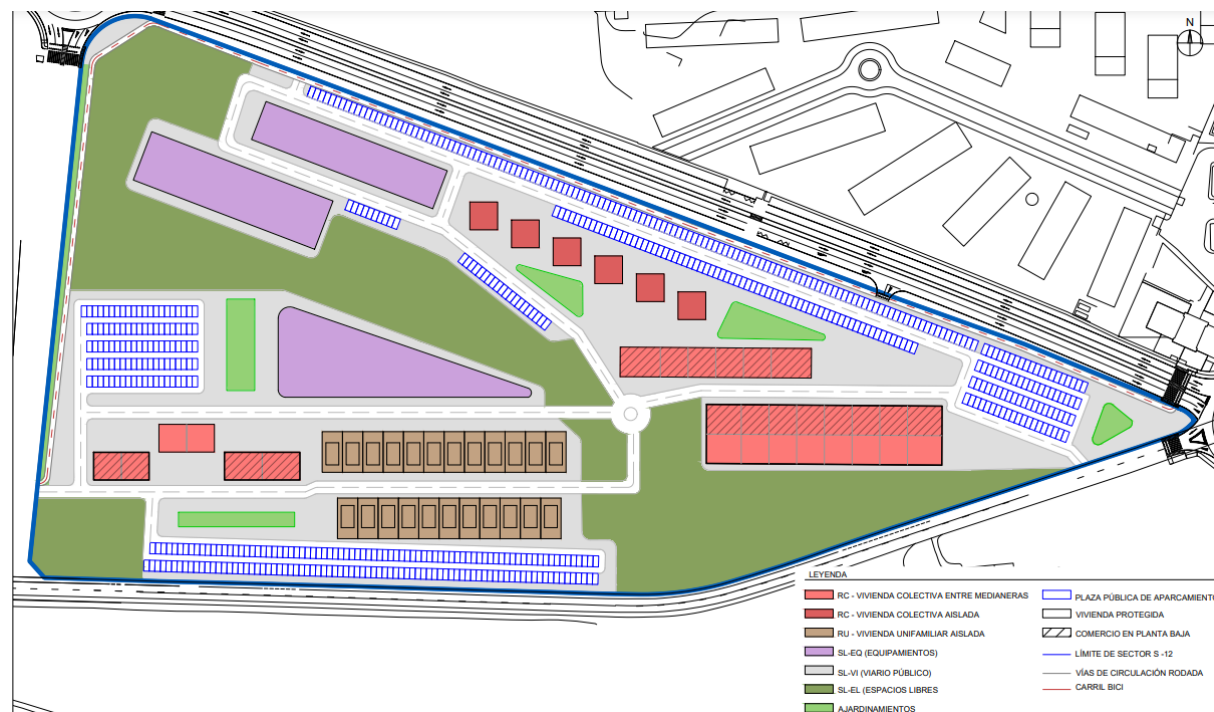 N
LEYENDA
RC - VIVIENDA COLECTIVA ENTRE MEDIANERAS
RC - VIVIENDA COLECTIVA AISLADA
RU - VIVIENDA UNIFAMILIAR AISLADA
SL-EQ (EQUIPAMIENTOS)
SL-VI (VIARIO PÚBLICO)
SL-EL (ESPACIOS LIBRES
AJARDINAMIENTOS
PLAZA PÚBLICA DE APARCAMIENTO
VIVIENDA PROTEGIDA
COMERCIO EN PLANTA BAJA
LÍMITE DE SECTOR S -12
VÍAS DE CIRCULACIÓN RODADA
CARRIL BICI